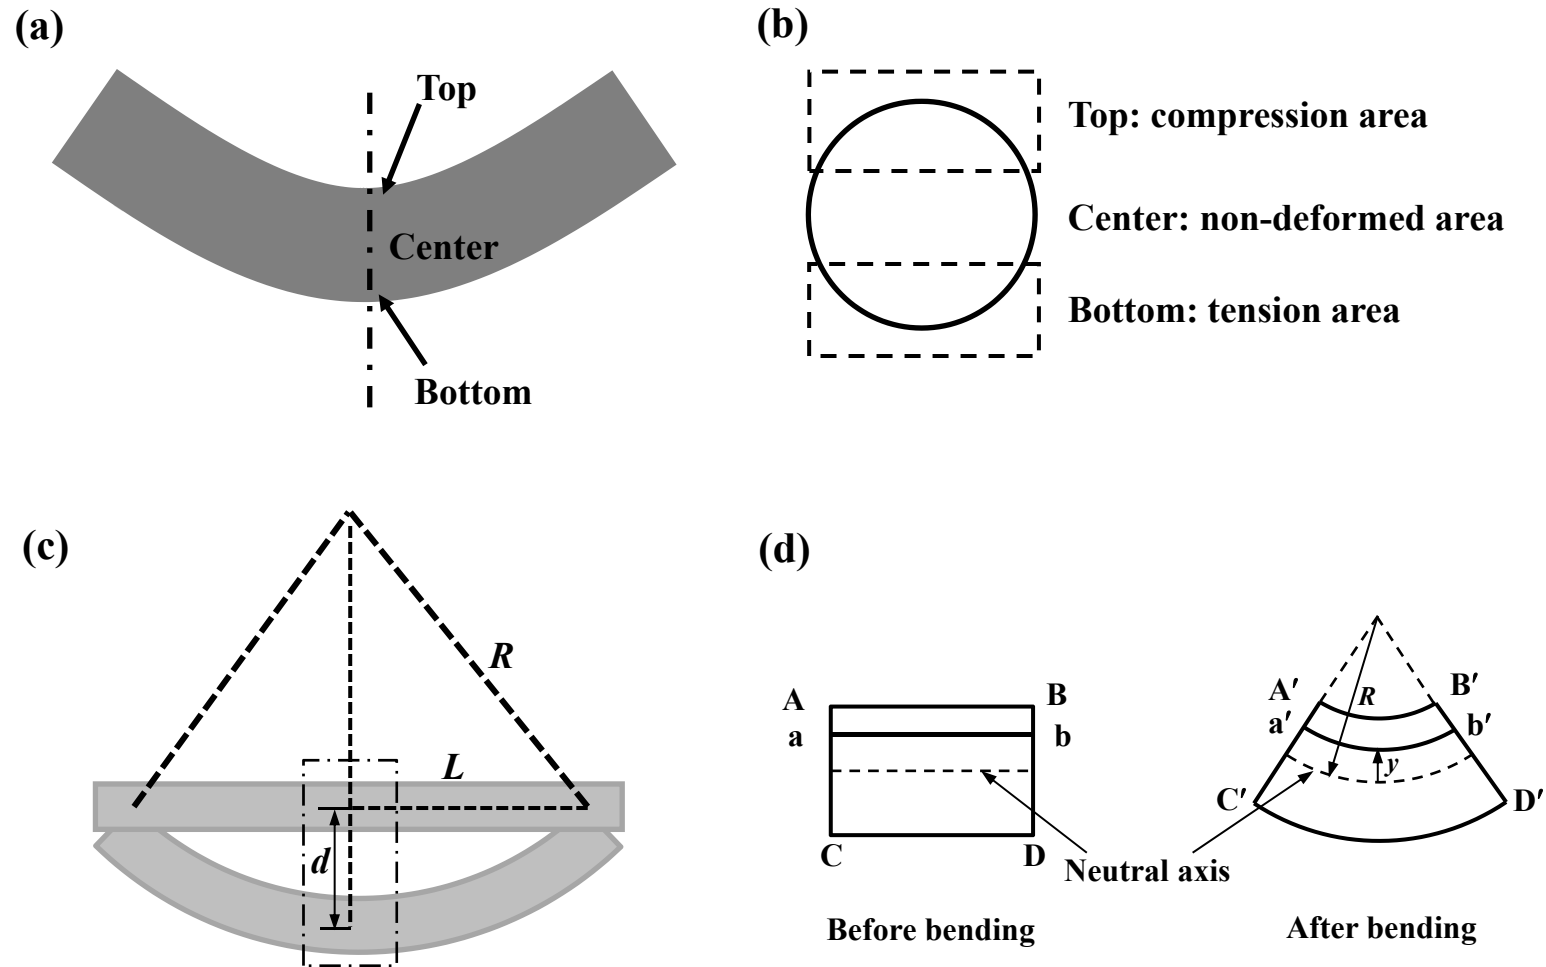 (a)
Top
Center
Bottom
(b)
Top: compression area
Center: non-deformed area
Bottom: tension area
(c)
R
L
d
(d)
A
B
a
b
C
D
A′
B′
a′
b′
R
y
C′
D′
Neutral axis
Before bending
After bending